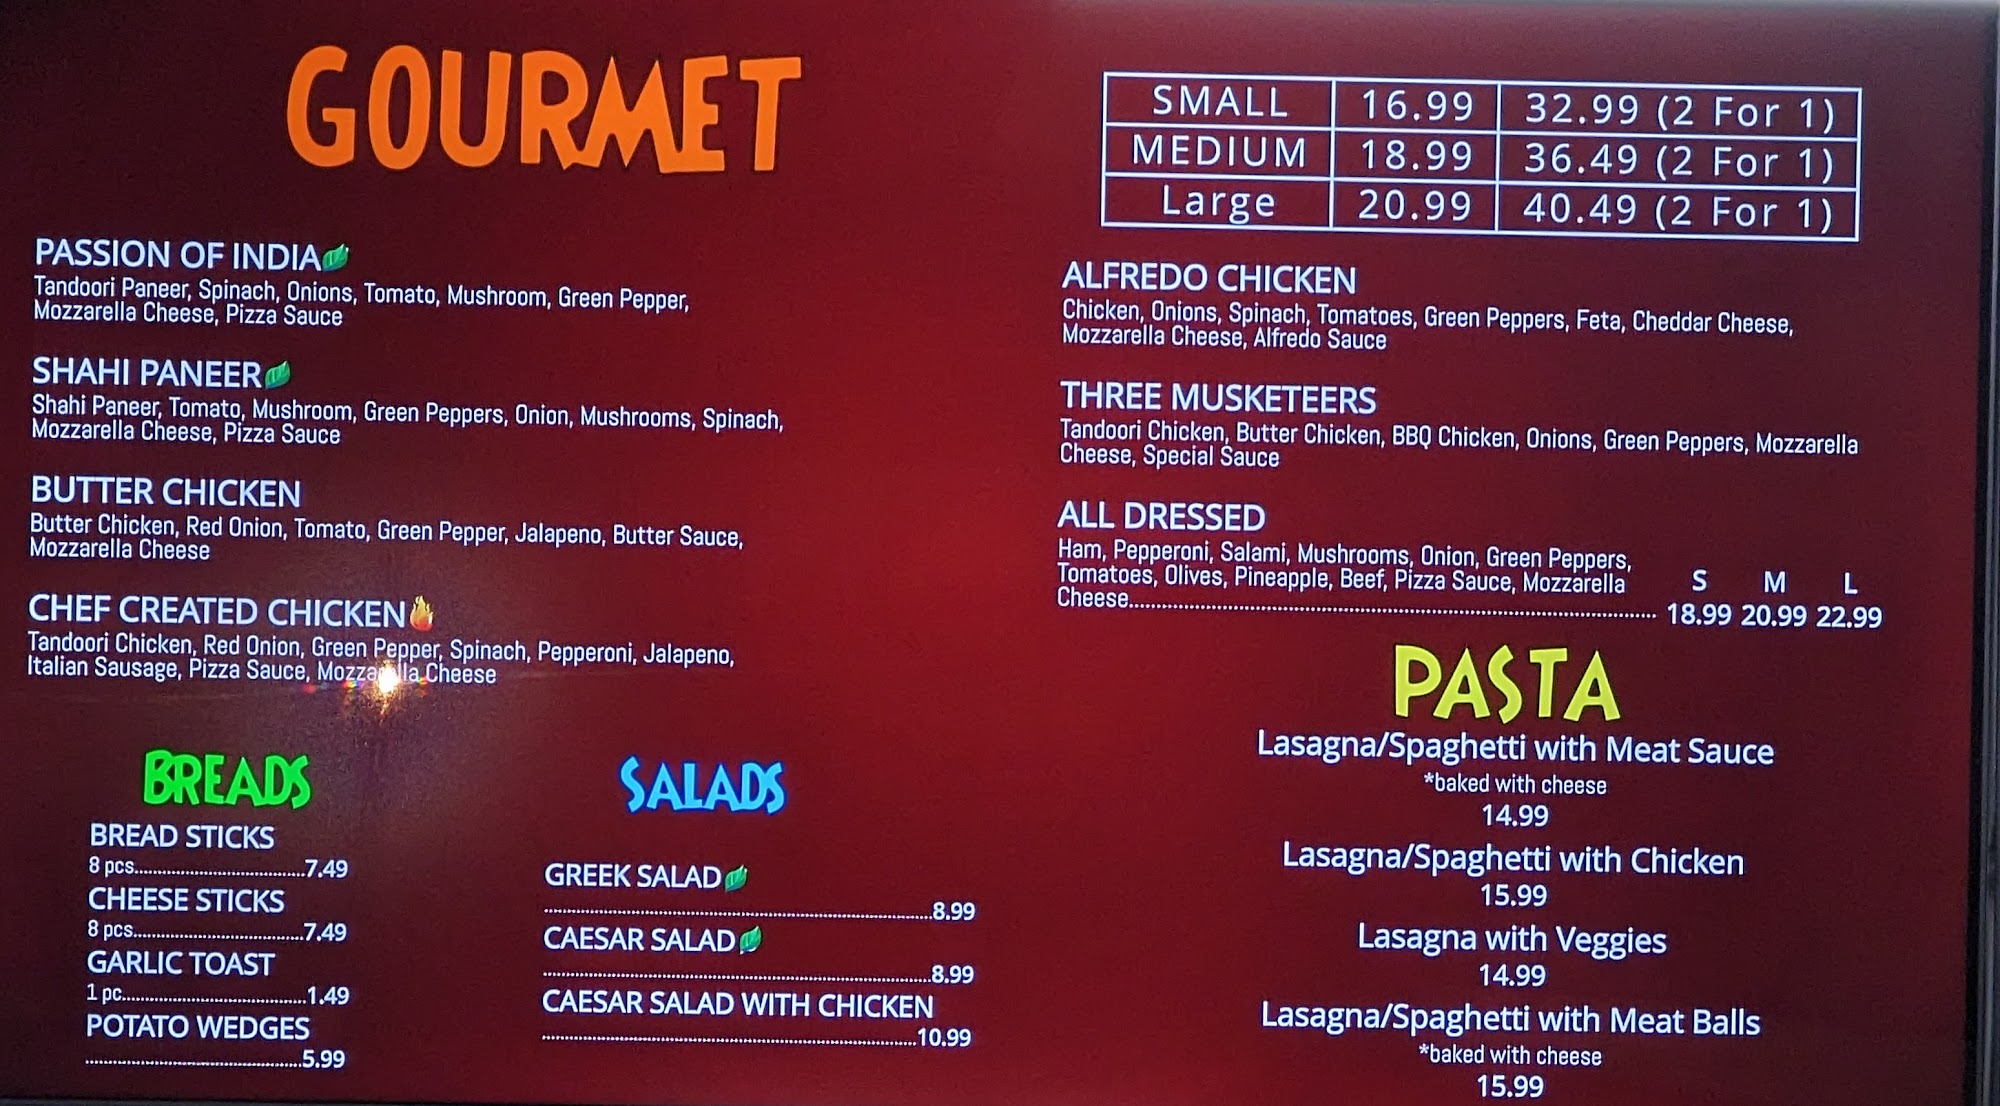 GOURMET
PASSION OF INDIA
Tandoori Paneer, Spinach, Onions, Tomato, Mushroom, Green Pepper,
Mozzarella Cheese, Pizza Sauce
SHAHI PANEER
Shahi Paneer, Tomato, Mushroom, Green Peppers, Onion, Mushrooms, Spinach,
Mozzarella Cheese, Pizza Sauce
BUTTER CHICKEN
Butter Chicken, Red Onion, Tomato, Green Pepper, Jalapeno, Butter Sauce,
Mozzarella Cheese
CHEF CREATED CHICKEN
Tandoori Chicken, Red Onion, Green Pepper, Spinach, Pepperoni, Jalapeno,
Italian Sausage, Pizza Sauce, Mozzarella Cheese
SMALL 16.99 32.99 (2 For 1)
MEDIUM 18.99 36.49 (2 For 1)
Large 20.99 40.49 (2 For 1)
ALFREDO CHICKEN
Chicken, Onions, Spinach, Tomatoes, Green Peppers, Feta, Cheddar Cheese,
Mozzarella Cheese, Alfredo Sauce
THREE MUSKETEERS
Tandoori Chicken, Butter Chicken, BBQ Chicken, Onions, Green Peppers, Mozzarella
Cheese, Special Sauce
ALL DRESSED
Ham, Pepperoni, Salami, Mushrooms, Onion, Green Peppers,
Tomatoes, Olives, Pineapple, Beef, Pizza Sauce, Mozzarella S M L
Cheese........ 18.99 20.99 22.99
BREADS
BREAD STICKS
8 pcs........7.49
CHEESE STICKS
8 pcs........7.49
GARLIC TOAST
1 pc........1.49
POTATO WEDGES
........5.99
SALADS
GREEK SALAD
........8.99
CAESAR SALAD
........8.99
CAESAR SALAD WITH CHICKEN
........10.99
PASTA
Lasagna/Spaghetti with Meat Sauce
*baked with cheese
14.99
Lasagna/Spaghetti with Chicken
15.99
Lasagna with Veggies
14.99
Lasagna/Spaghetti with Meat Balls
*baked with cheese
15.99